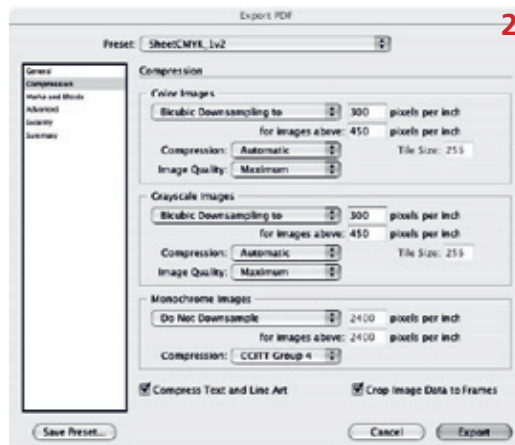 Export PDF
2
Preset: SheetCMYK_1v2
General
Compression
Marks and Bleeds
Advanced
Security
Summary
Compression
Color Images
Bicubic Downsampling to 300 pixels per inch
for images above: 450 pixels per inch
Compression: Automatic Tile Size: 256
Image Quality: Maximum
Grayscale Images
Bicubic Downsampling to 300 pixels per inch
for images above: 450 pixels per inch
Compression: Automatic Tile Size: 256
Image Quality: Maximum
Monochrome Images
Do Not Downsample 2400 pixels per inch
for images above: 2400 pixels per inch
Compression: CCITT Group 4
Compress Text and Line Art Crop Image Data to Frames
Save Preset... Cancel Export